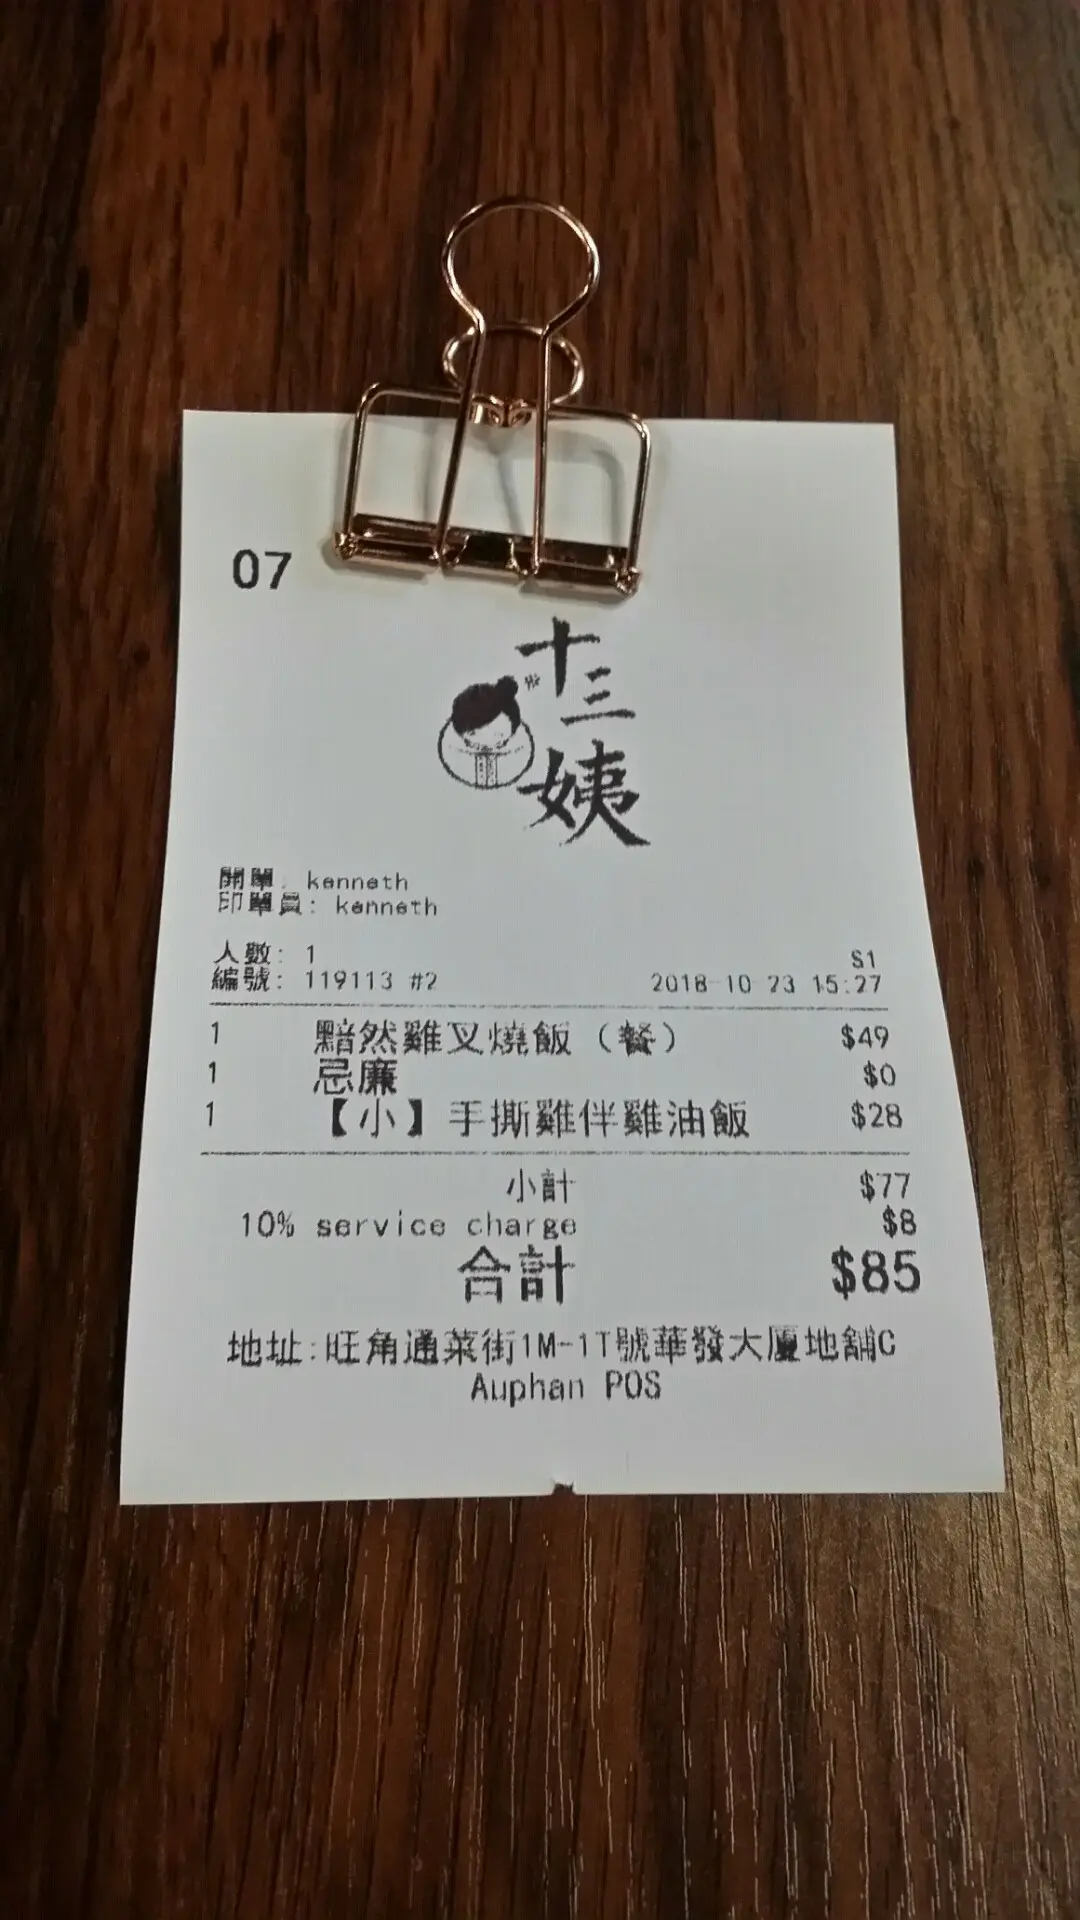 07
十三姨
開單: kenneth
印單員: kenneth
人數: 1 S1
編號: 119113 #2 2018-10-23 15:27
1 黯然雞叉燒飯（餐） $49
1 忌廉 $0
1 【小】手撕雞伴雞油飯 $28
小計 $77
10% service charge $8
合計 $85
地址:旺角通菜街1M-1T號華發大廈地舖C
Auphan POS